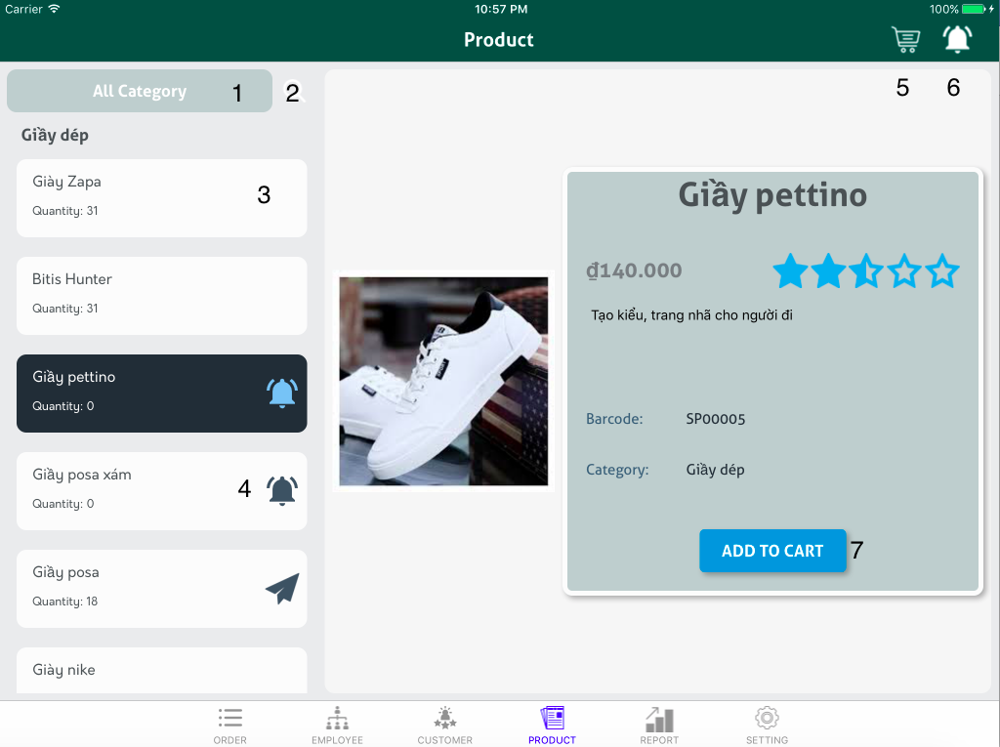 Carrier 10:57 PM 100%
Product
All Category 1 2
5 6
Giầy dép
Giày Zapa
Quantity: 31
3
Bitis Hunter
Quantity: 31
Giầy pettino
Quantity: 0
Giầy posa xám
Quantity: 0
4
Giầy posa
Quantity: 18
Giày nike
Giầy pettino
₫140.000
Tạo kiểu, trang nhã cho người đi
Barcode: SP00005
Category: Giầy dép
ADD TO CART 7
ORDER EMPLOYEE CUSTOMER PRODUCT REPORT SETTING